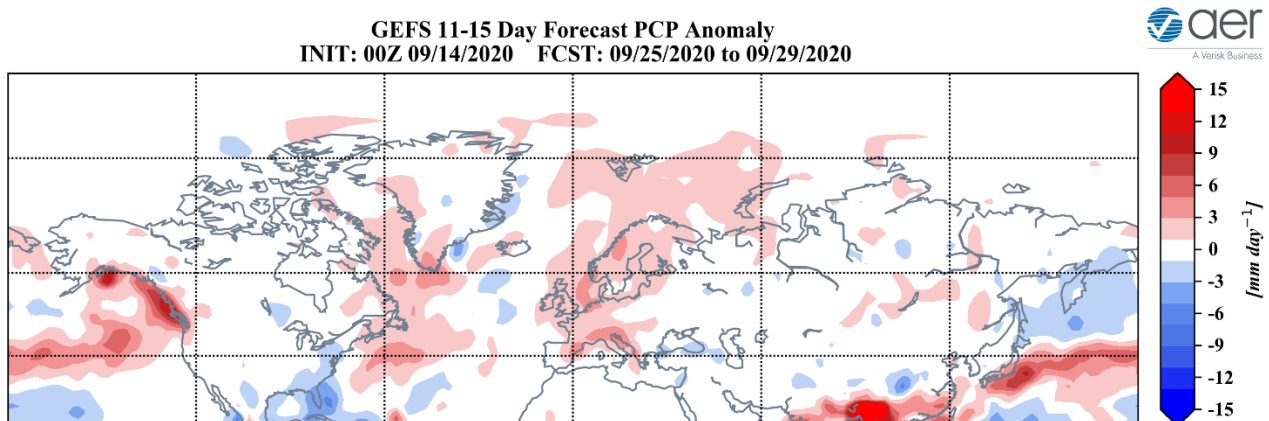 GEFS 11-15 Day Forecast PCP Anomaly
INIT: 00Z 09/14/2020 FCST: 09/25/2020 to 09/29/2020
aer
A Verisk Business
15
12
9
6
3
0
-3
-6
-9
-12
-15
[mm day⁻¹]